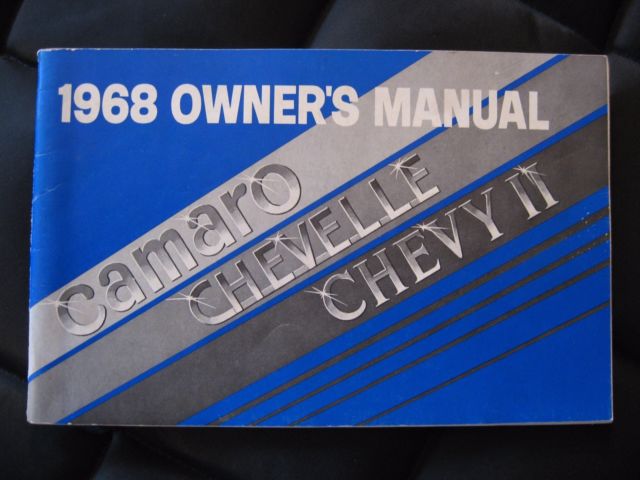 1968 OWNER'S MANUAL
camaro
CHEVELLE
CHEVY II